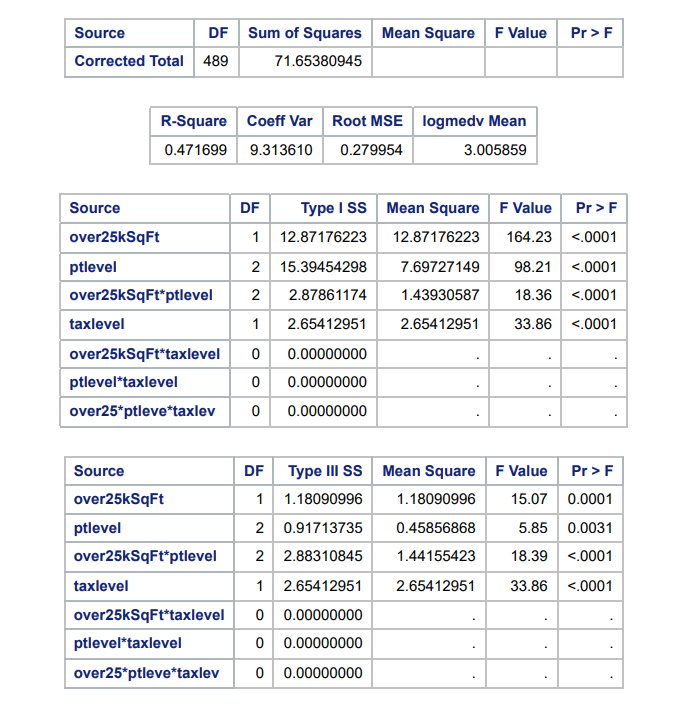 Source DF Sum of Squares Mean Square F Value Pr > F
Corrected Total 489 71.65380945
R-Square Coeff Var Root MSE logmedv Mean
0.471699 9.313610 0.279954 3.005859
Source DF Type I SS Mean Square F Value Pr > F
over25kSqFt 1 12.87176223 12.87176223 164.23 <.0001
ptlevel 2 15.39454298 7.69727149 98.21 <.0001
over25kSqFt*ptlevel 2 2.87861174 1.43930587 18.36 <.0001
taxlevel 1 2.65412951 2.65412951 33.86 <.0001
over25kSqFt*taxlevel 0 0.00000000 . . .
ptlevel*taxlevel 0 0.00000000 . . .
over25*ptleve*taxlev 0 0.00000000 . . .
Source DF Type III SS Mean Square F Value Pr > F
over25kSqFt 1 1.18090996 1.18090996 15.07 0.0001
ptlevel 2 0.91713735 0.45856868 5.85 0.0031
over25kSqFt*ptlevel 2 2.88310845 1.44155423 18.39 <.0001
taxlevel 1 2.65412951 2.65412951 33.86 <.0001
over25kSqFt*taxlevel 0 0.00000000 . . .
ptlevel*taxlevel 0 0.00000000 . . .
over25*ptleve*taxlev 0 0.00000000 . . .